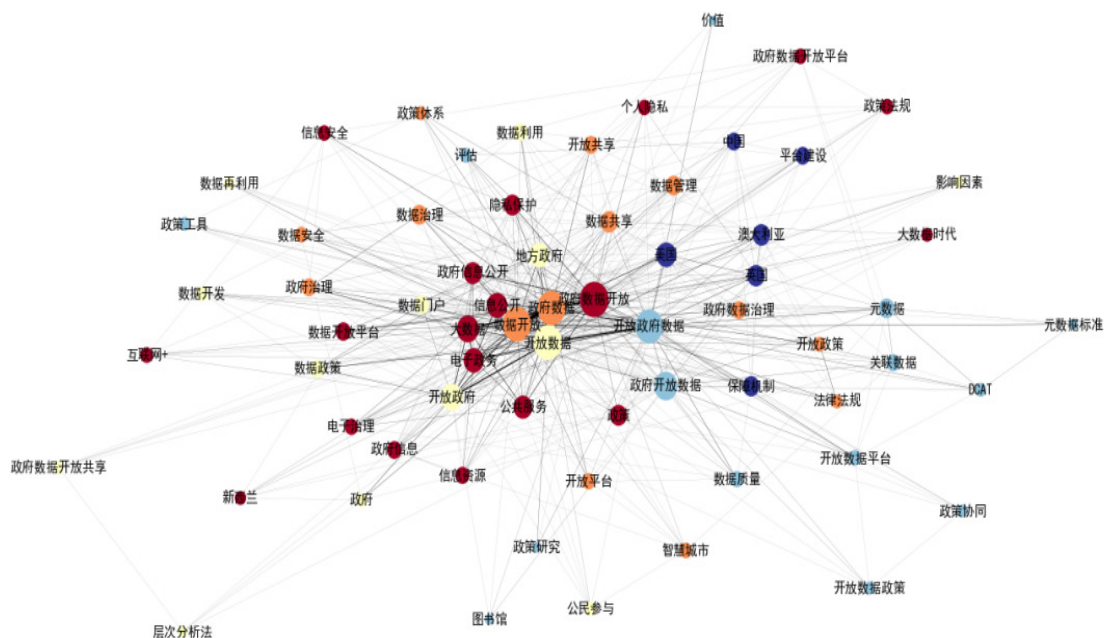 价值
政府数据开放平台
政策法规
个人隐私
政策体系
信息安全
数据利用
开放共享
中国
平台建设
评估
数据再利用
数据管理
影响因素
政策工具
隐私保护
数据治理
数据共享
数据安全
澳大利亚
大数据时代
地方政府
美国
政府信息公开
英国
政府治理
数据开发
数据门户
信息公开
政府数据
政府数据开放
政府数据治理
元数据
大数据
数据开放
开放政府数据
元数据标准
数据开放平台
开放数据
开放政策
互联网+
电子政务
数据政策
关联数据
开放政府
政府开放数据
保障机制
DCAT
公共服务
法律法规
政策
电子治理
政府信息
开放数据平台
政府数据开放共享
信息资源
开放平台
数据质量
新西兰
政府
政策协同
政策研究
智慧城市
开放数据政策
图书馆
公民参与
层次分析法